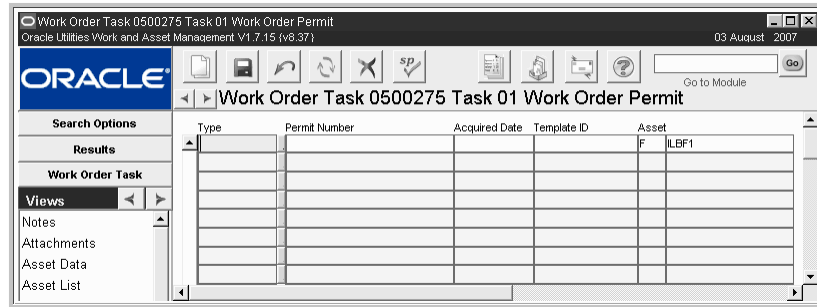 Work Order Task 0500275 Task 01 Work Order Permit
Oracle Utilities Work and Asset Management V1.7.15 {v8.37} 03 August 2007
ORACLE®
sp
Go
Go to Module
Work Order Task 0500275 Task 01 Work Order Permit
Search Options
Results
Work Order Task
Views
Notes
Attachments
Asset Data
Asset List
Type Permit Number Acquired Date Template ID Asset
F ILBF1